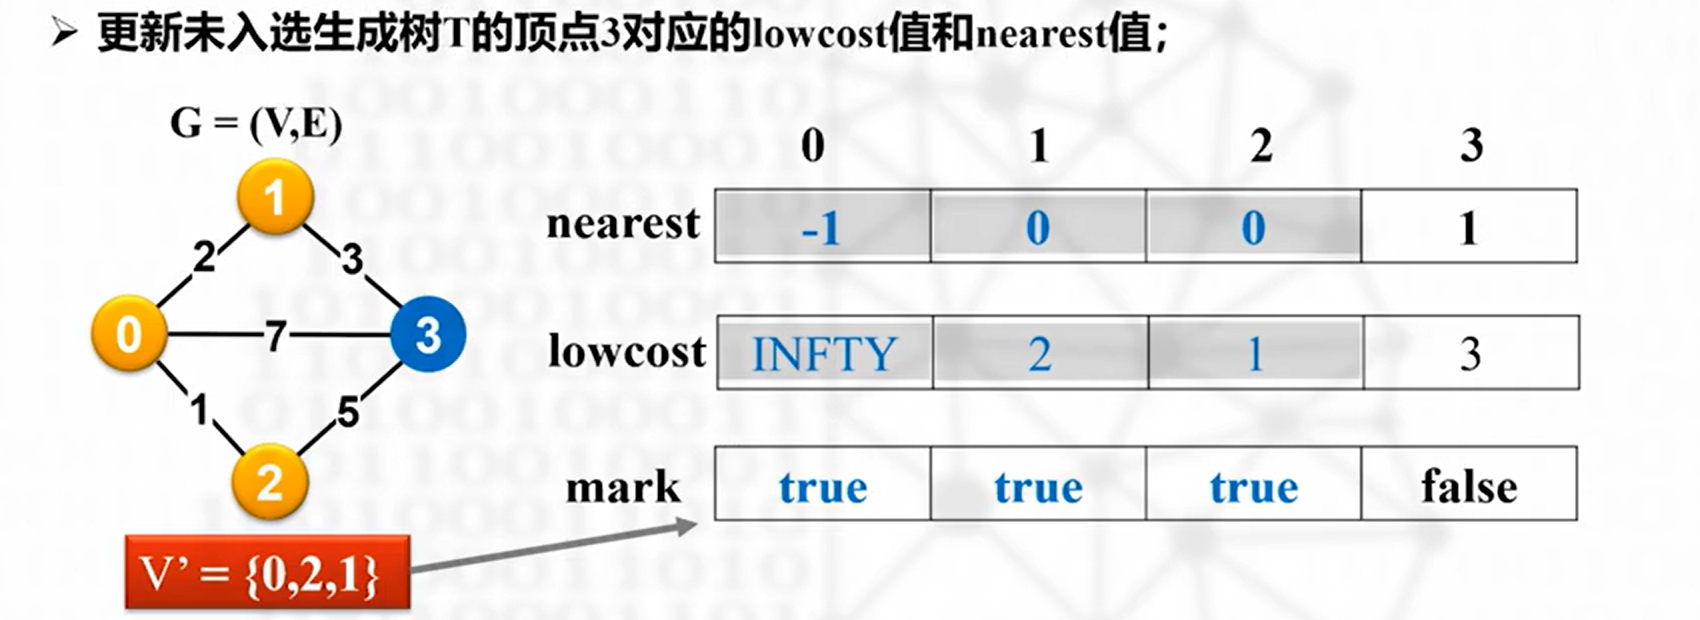 ➢ 更新未入选生成树T的顶点3对应的lowcost值和nearest值;
G = (V,E)
1
2
3
0
7
3
1
5
2
V’ = {0,2,1}
0 1 2 3
nearest -1 0 0 1
lowcost INFTY 2 1 3
mark true true true false